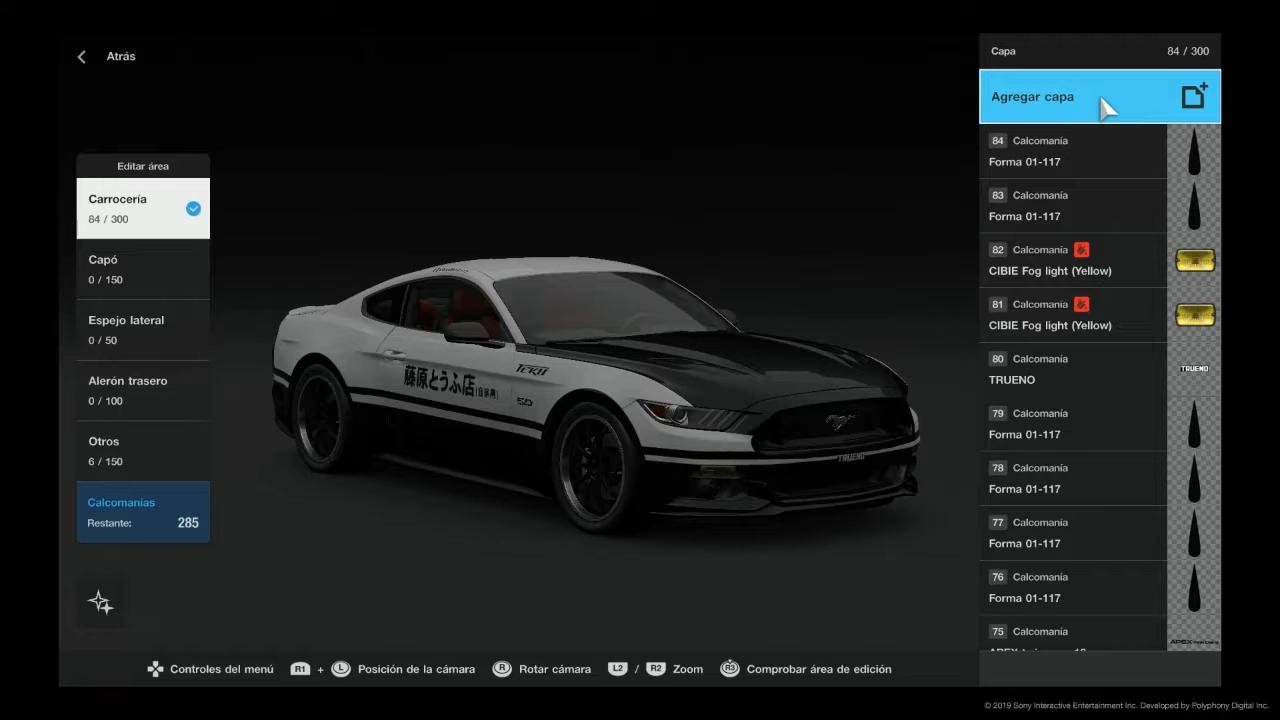 Atrás
Editar área
Carrocería
84 / 300
Capó
0 / 150
Espejo lateral
0 / 50
Alerón trasero
0 / 100
Otros
6 / 150
Calcomanías
Restante: 285
藤原とうふ店(自家用)
5.0
TRUENO
Capa 84 / 300
Agregar capa
84 Calcomanía
Forma 01-117
83 Calcomanía
Forma 01-117
82 Calcomanía
CIBIE Fog light (Yellow)
81 Calcomanía
CIBIE Fog light (Yellow)
80 Calcomanía
TRUENO
TRUENO
79 Calcomanía
Forma 01-117
78 Calcomanía
Forma 01-117
77 Calcomanía
Forma 01-117
76 Calcomanía
Forma 01-117
75 Calcomanía
Controles del menú
R1 + L Posición de la cámara
R Rotar cámara
L2 / R2 Zoom
R3 Comprobar área de edición
© 2019 Sony Interactive Entertainment Inc. Developed by Polyphony Digital Inc.